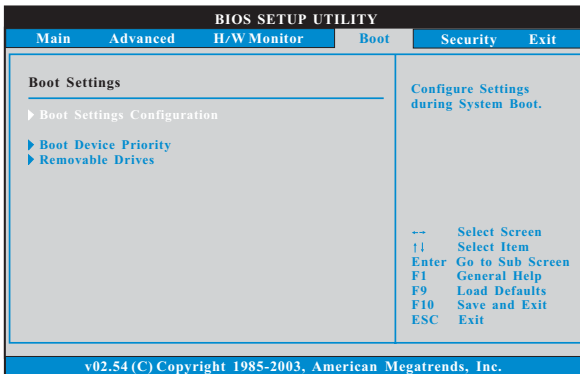 BIOS SETUP UTILITY
Main Advanced H/W Monitor Boot Security Exit
Boot Settings
Boot Settings Configuration
Boot Device Priority
Removable Drives
Configure Settings
during System Boot.
←→ Select Screen
↑↓ Select Item
Enter Go to Sub Screen
F1 General Help
F9 Load Defaults
F10 Save and Exit
ESC Exit
v02.54 (C) Copyright 1985-2003, American Megatrends, Inc.